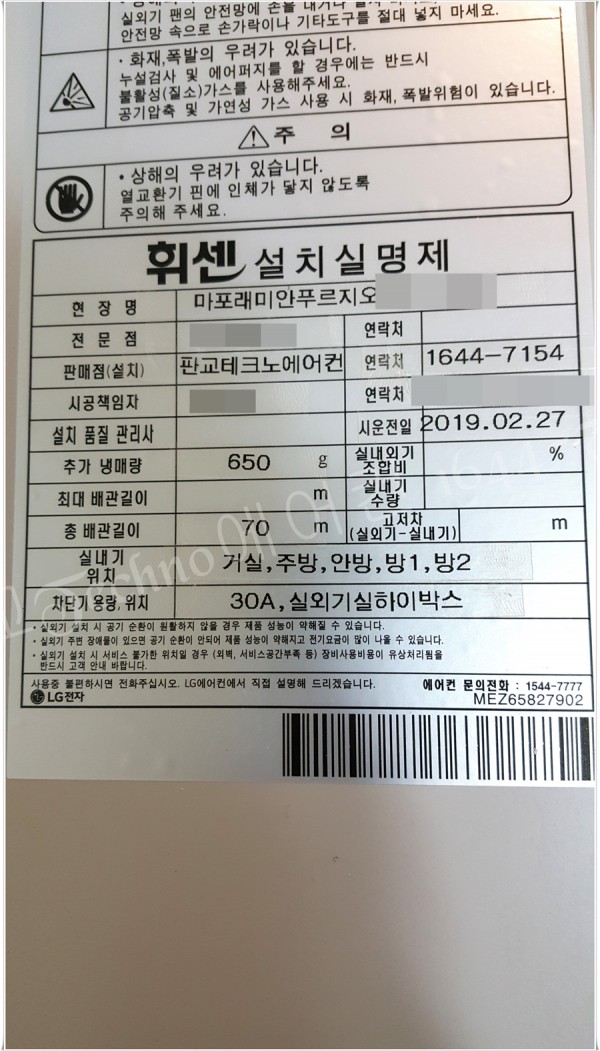 실외기 팬의 안전망에 손을 내거나
안전망 속으로 손가락이나 기타도구를 절대 넣지 마세요.
· 화재,폭발의 우려가 있습니다.
누설검사 및 에어퍼지를 할 경우에는 반드시
불활성(질소)가스를 사용해주세요.
공기압축 및 가연성 가스 사용 시 화재, 폭발위험이 있습니다.
주 의
· 상해의 우려가 있습니다.
열교환기 핀에 인체가 닿지 않도록
주의해 주세요.
휘센 설치실명제
현 장 명 마포래미안푸르지오
전 문 점 연락처
판매점(설치) 판교테크노에어컨 연락처 1644-7154
시공책임자 연락처
설치 품질 관리사 시운전일 2019.02.27
추가 냉매량 650 g 실내외기 조합비 %
최대 배관길이 m 실내기 수량
총 배관길이 70 m 고저차 (실외기-실내기) m
실내기 위치 거실,주방,안방,방1,방2
차단기 용량, 위치 30A,실외기실하이박스
· 실외기 설치 시 공기 순환이 원활하지 않을 경우 제품 성능이 약해질 수 있습니다.
· 실외기 주변 장애물이 있으면 공기 순환이 안되어 제품 성능이 약해지고 전기요금이 많이 나올 수 있습니다.
· 실외기 설치 시 서비스 불가한 위치일 경우 (외벽, 서비스공간부족 등) 장비사용비용이 유상처리됨을
반드시 고객 안내 바랍니다.
사용중 불편하시면 전화주십시오. LG에어컨에서 직접 설명해 드리겠습니다. 에어컨 문의전화 : 1544-7777
LG전자 MEZ65827902